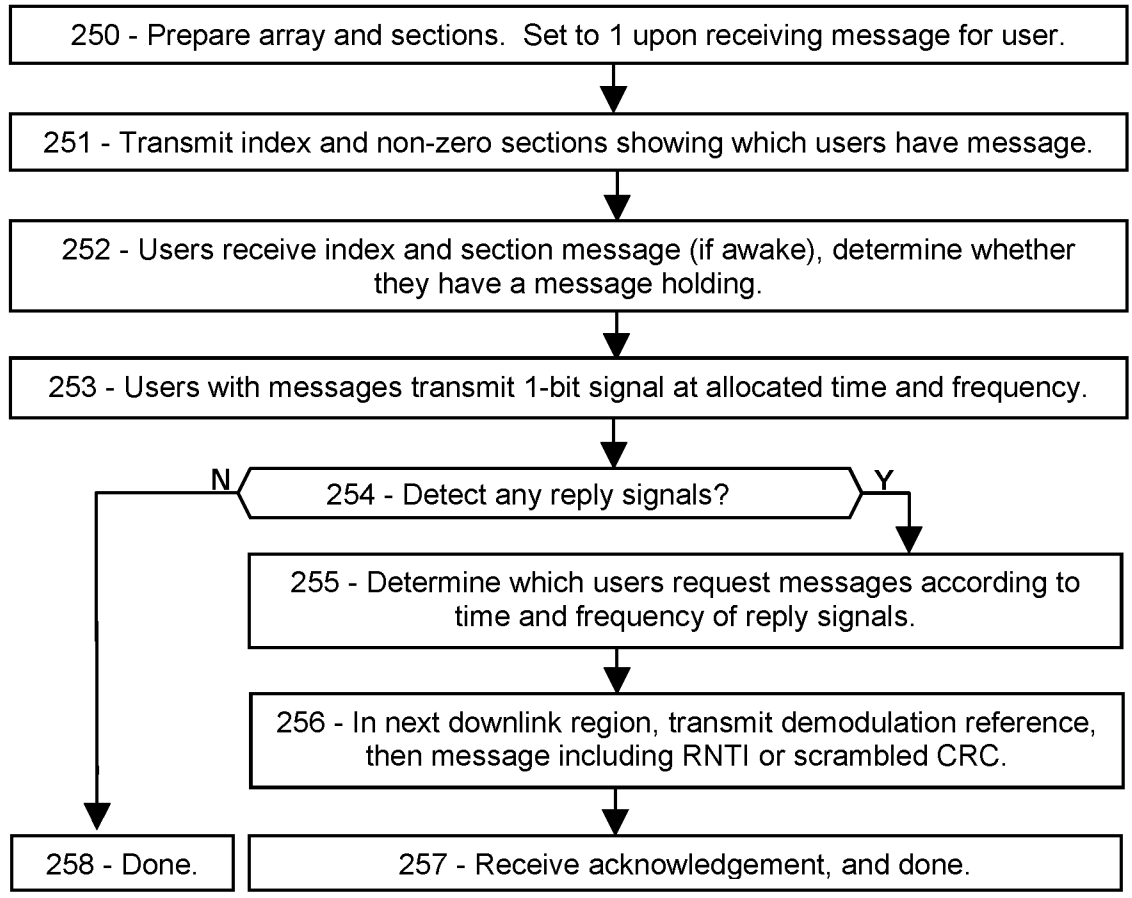 250 - Prepare array and sections.  Set to 1 upon receiving message for user.
251 - Transmit index and non-zero sections showing which users have message.
252 - Users receive index and section message (if awake), determine whether
they have a message holding.
253 - Users with messages transmit 1-bit signal at allocated time and frequency.
N
254 - Detect any reply signals?
Y
255 - Determine which users request messages according to
time and frequency of reply signals.
256 - In next downlink region, transmit demodulation reference,
then message including RNTI or scrambled CRC.
258 - Done.
257 - Receive acknowledgement, and done.